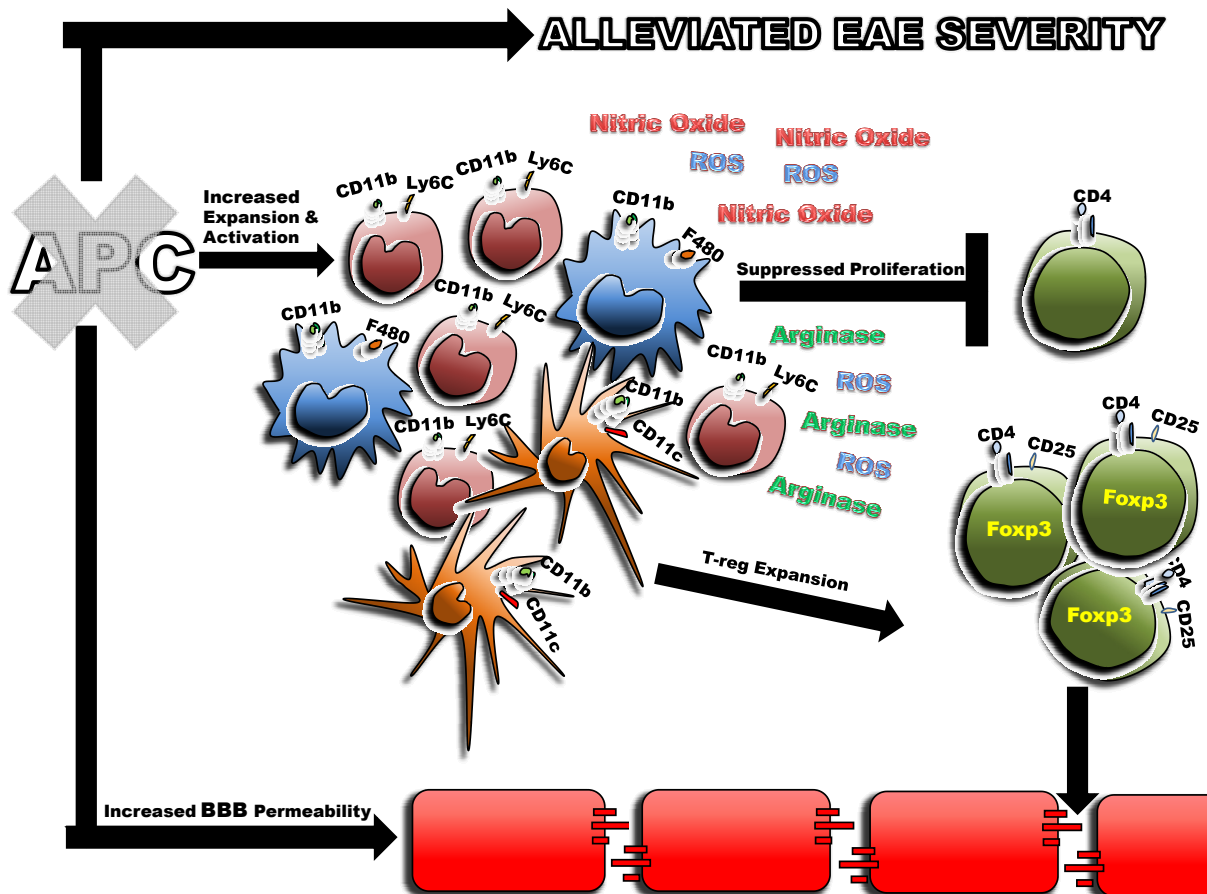 ALLEVIATED EAE SEVERITY
Nitric Oxide
Nitric Oxide
ROS
ROS
Nitric Oxide
APC
Increased
Expansion &
Activation
CD11b
Ly6C
CD11b
Ly6C
CD11b
F480
CD4
Suppressed Proliferation
CD11b
F480
CD11b
Ly6C
Arginase
CD11b
Ly6C
ROS
CD11b
CD11c
Arginase
ROS
Arginase
CD11b
Ly6C
CD4
CD25
CD4
CD25
Foxp3
Foxp3
T-reg Expansion
CD11b
CD11c
CD4
Foxp3
CD25
Increased BBB Permeability